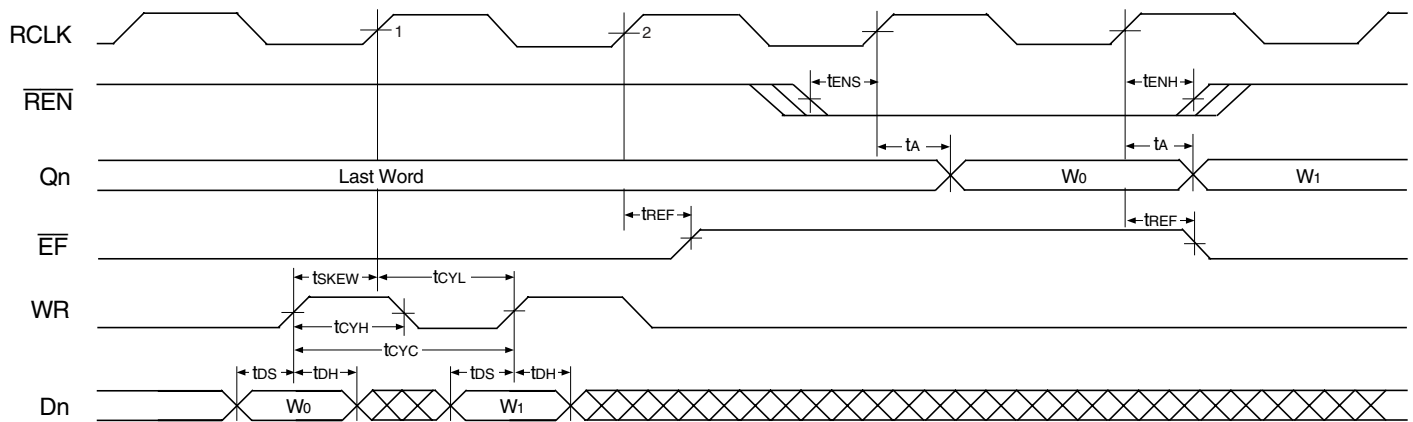 RCLK 1 2
REN tENS tENH
tA tA
Qn Last Word W0 W1
tREF tREF
EF
tSKEW tCYL
WR
tCYH
tCYC
tDS tDH tDS tDH
Dn W0 W1